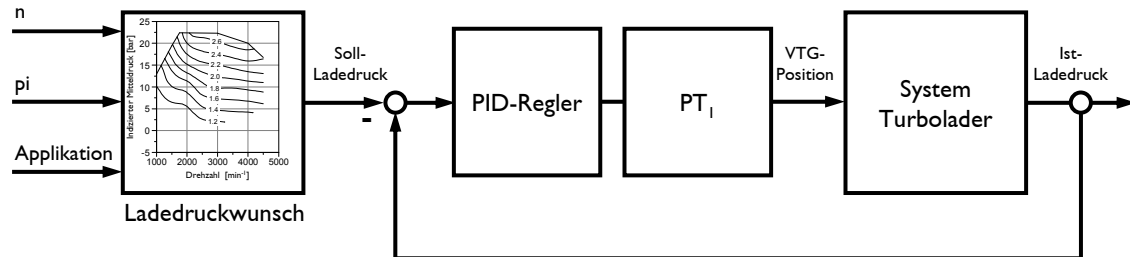 n
pi
Applikation
Indizierter Mitteldruck [bar]
25
20
15
10
5
0
-5
2.6
2.4
2.2
2.0
1.8
1.6
1.4
1.2
1000 2000 3000 4000 5000
Drehzahl [min⁻¹]
Ladedruckwunsch
Soll-
Ladedruck
-
PID-Regler
PT₁
VTG-
Position
System
Turbolader
Ist-
Ladedruck